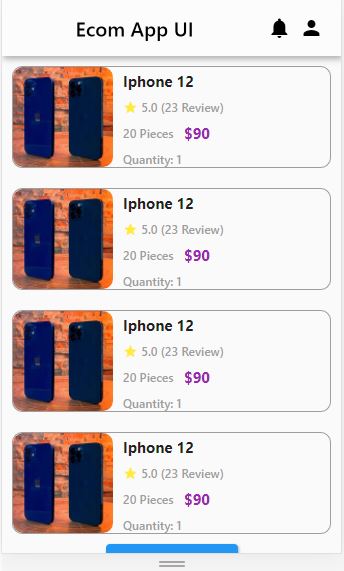 Ecom App UI
Iphone 12
5.0 (23 Review)
20 Pieces $90
Quantity: 1
Iphone 12
5.0 (23 Review)
20 Pieces $90
Quantity: 1
Iphone 12
5.0 (23 Review)
20 Pieces $90
Quantity: 1
Iphone 12
5.0 (23 Review)
20 Pieces $90
Quantity: 1